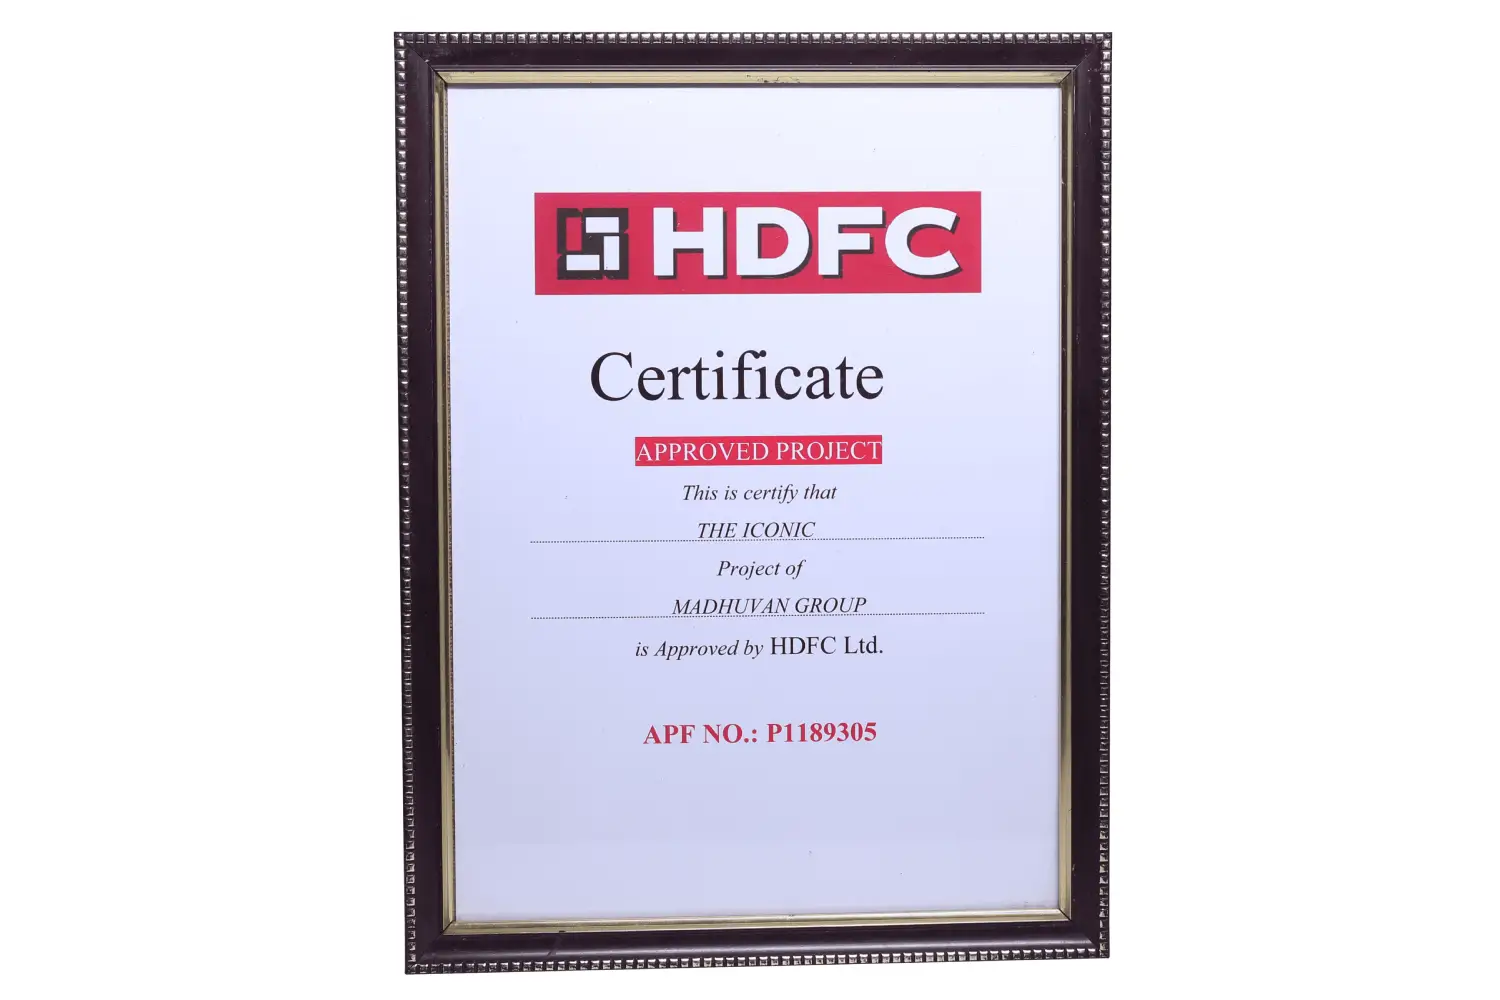 HDFC
Certificate
APPROVED PROJECT
This is certify that
THE ICONIC
Project of
MADHUVAN GROUP
is Approved by HDFC Ltd.
APF NO.: P1189305